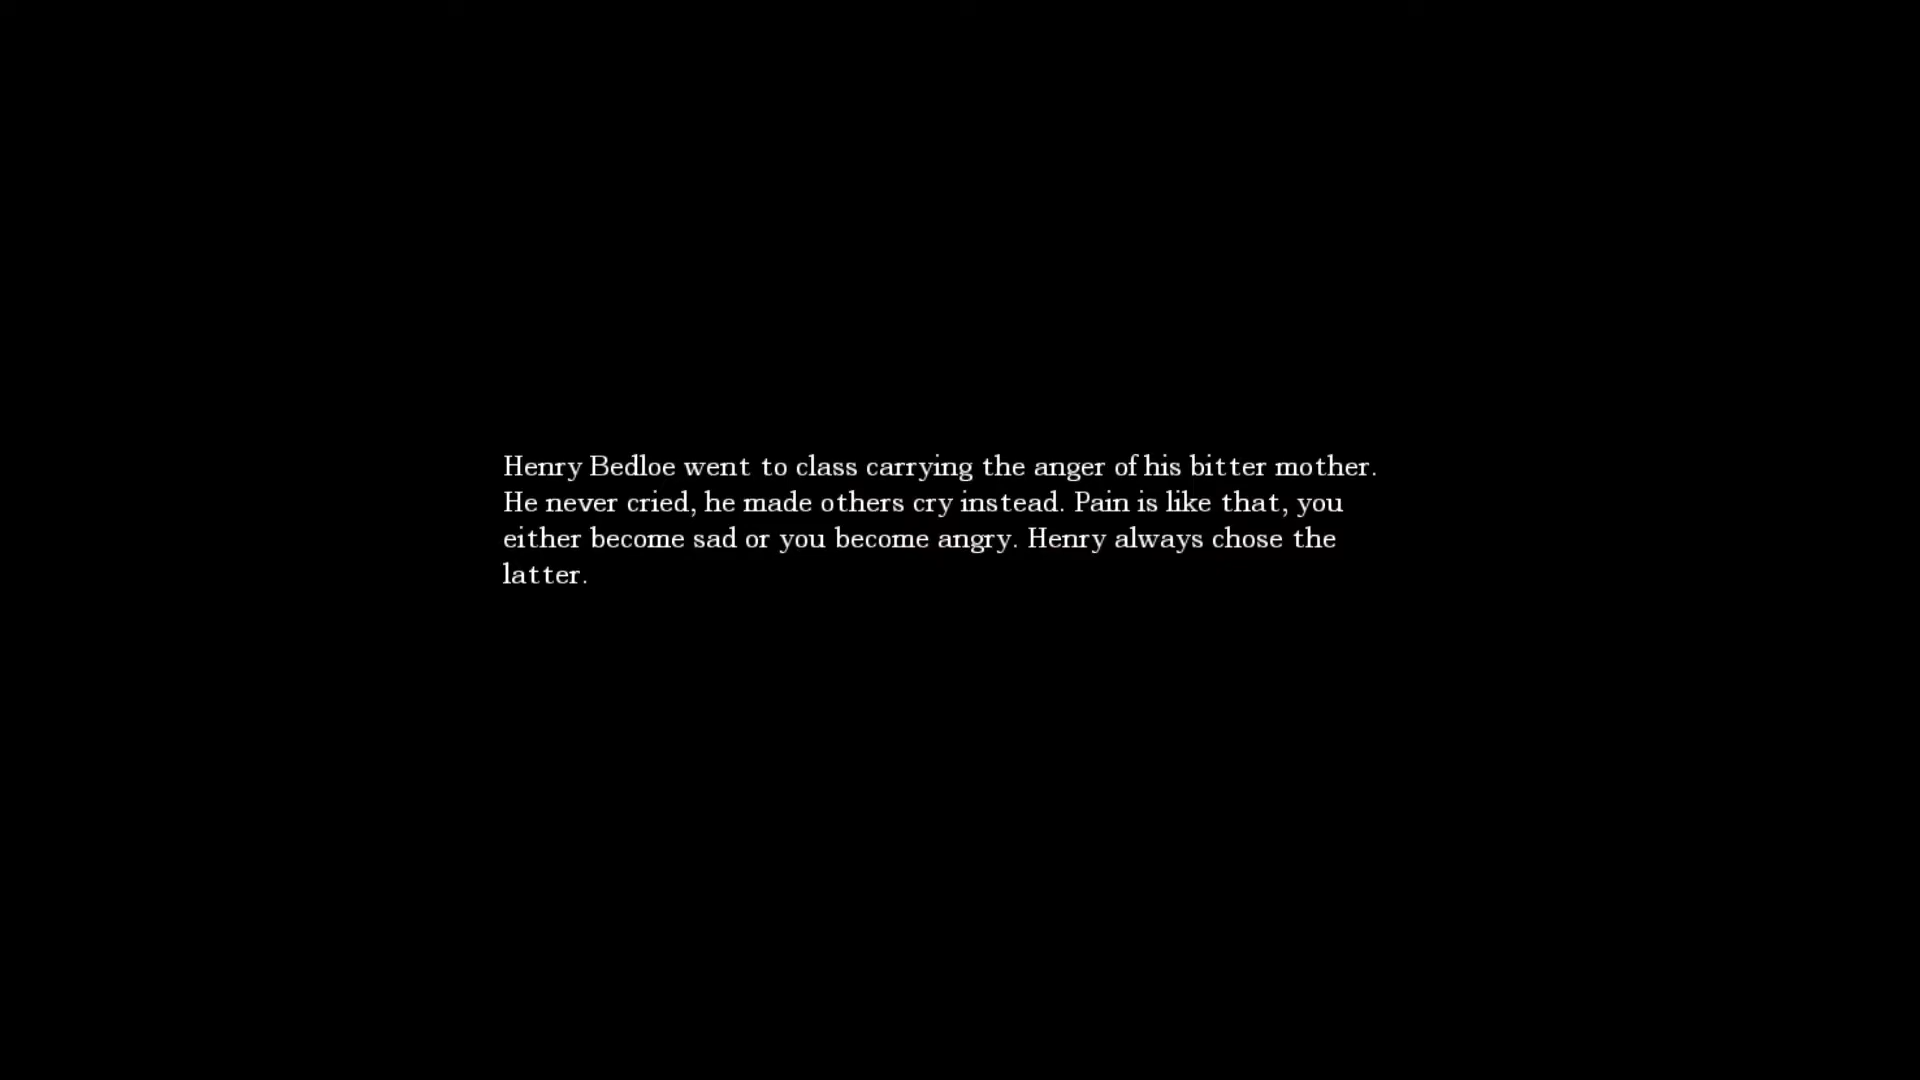 Henry Bedloe went to class carrying the anger of his bitter mother.
He never cried, he made others cry instead. Pain is like that, you
either become sad or you become angry. Henry always chose the
latter.